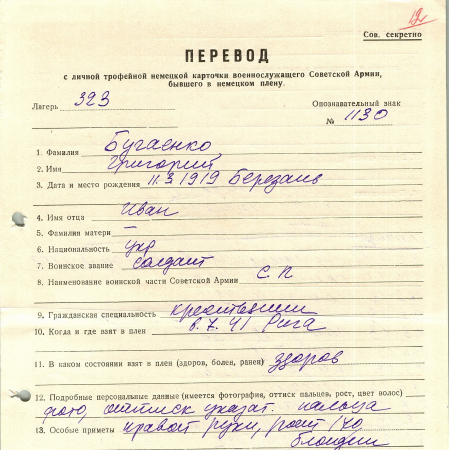 12
Сов. секретно
ПЕРЕВОД
с личной трофейной немецкой карточки военнослужащего Советской Армии,
бывшего в немецком плену.
Лагерь 323
Опознавательный знак
№ 1130
1. Фамилия Бугаенко
2. Имя Григорий
3. Дата и место рождения 11.3.1919 Березань
4. Имя отца Иван
5. Фамилия матери –
6. Национальность укр
7. Воинское звание солдат
8. Наименование воинской части Советской Армии С.П
9. Гражданская специальность
10. Когда и где взят в плен 6.7.41 Рига
11. В каком состоянии взят в плен (здоров, болен, ранен) здоров
12. Подробные персональные данные (имеется фотография, оттиск пальцев, рост, цвет волос)
фото, оттиск указат. пальца
13. Особые приметы правой руки, рост 170
блондин